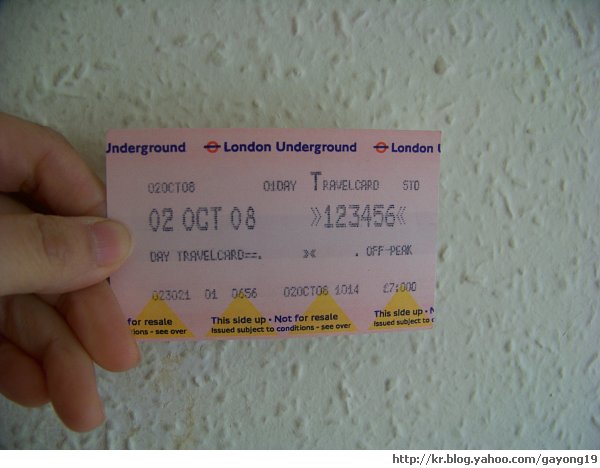 Underground London Underground London U
02OCT08 01DAY TRAVELCARD STD
02 OCT 08 »123456«
DAY TRAVELCARD==. »« . OFF-PEAK
023021 01 0656 02OCT08 1014 £7:00
for resale This side up • Not for resale This side up • N
ions - see over Issued subject to conditions - see over Issued subject to c
http://kr.blog.yahoo.com/gayong19